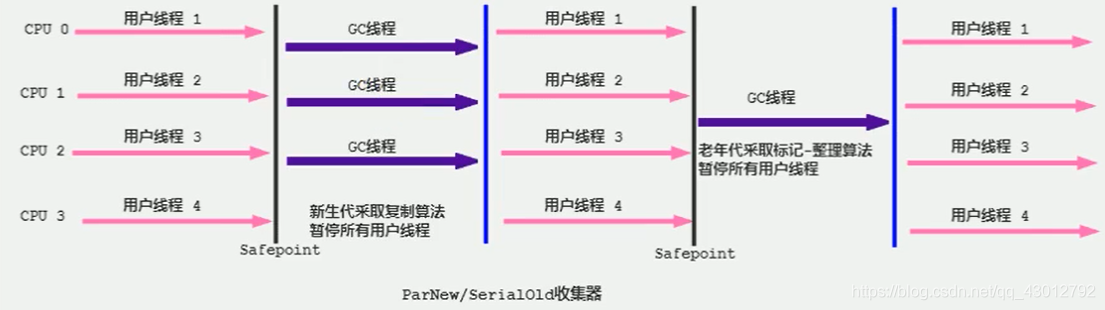 CPU 0
用户线程 1
GC线程
用户线程 1
用户线程 1
CPU 1
用户线程 2
GC线程
用户线程 2
GC线程
用户线程 2
CPU 2
用户线程 3
GC线程
用户线程 3
老年代采取标记-整理算法
暂停所有用户线程
用户线程 3
CPU 3
用户线程 4
新生代采取复制算法
暂停所有用户线程
用户线程 4
用户线程 4
Safepoint
Safepoint
ParNew/SerialOld收集器
https://blog.csdn.net/qq_43012792